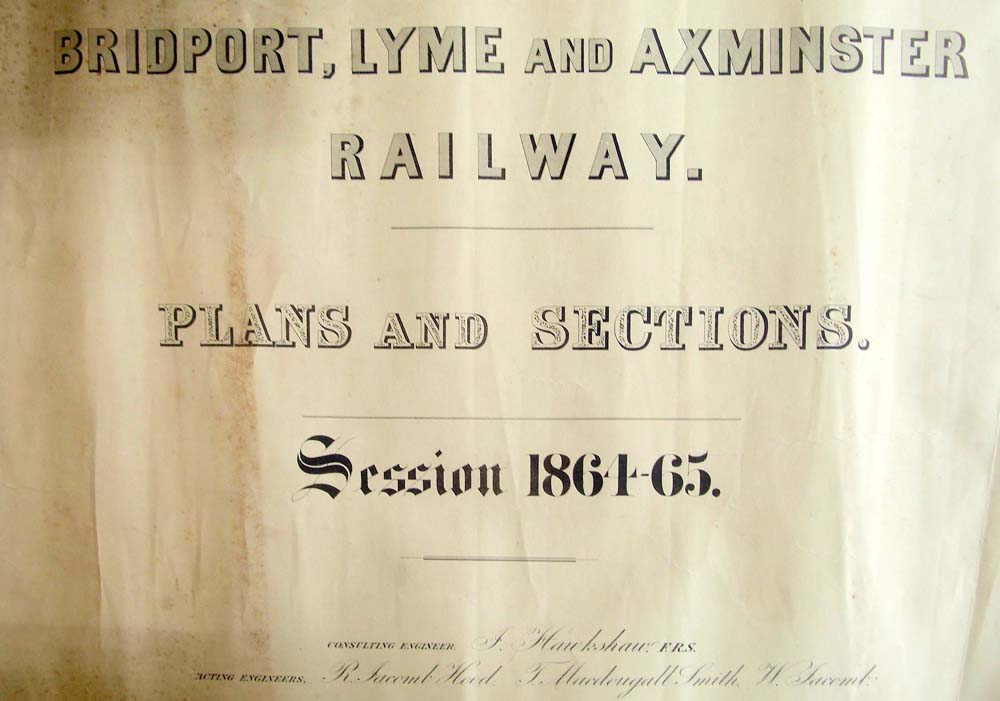 BRIDPORT, LYME AND AXMINSTER
RAILWAY.
PLANS AND SECTIONS.
Session 1864-65.
CONSULTING ENGINEER. J. Hawkshaw. F.R.S.
ACTING ENGINEERS. R. Jacomb Hood. T. Macdougall Smith. W. Jacomb.